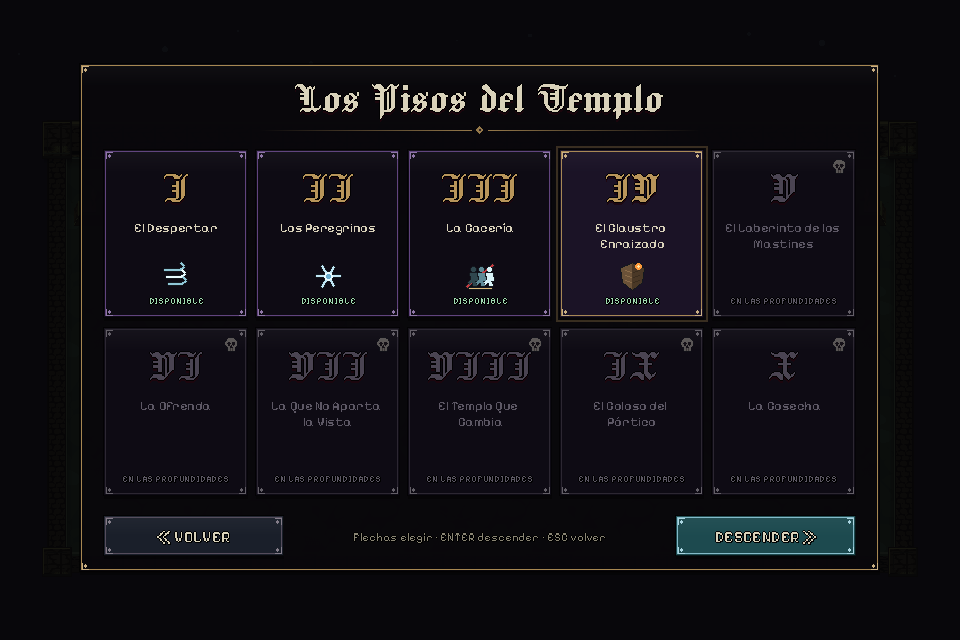 Los Pisos del Templo
I
II
III
IV
V
El Despertar
Los Peregrinos
La Cacería
El Claustro
Enraizado
El Laberinto de los
Mastines
DISPONIBLE
DISPONIBLE
DISPONIBLE
DISPONIBLE
EN LAS PROFUNDIDADES
VI
VII
VIII
IX
X
La Ofrenda
La Que No Aparta
la Vista
El Templo Que
Cambia
El Coloso del
Pórtico
La Cosecha
EN LAS PROFUNDIDADES
EN LAS PROFUNDIDADES
EN LAS PROFUNDIDADES
EN LAS PROFUNDIDADES
EN LAS PROFUNDIDADES
« VOLVER
Flechas elegir · ENTER descender · ESC volver
DESCENDER »